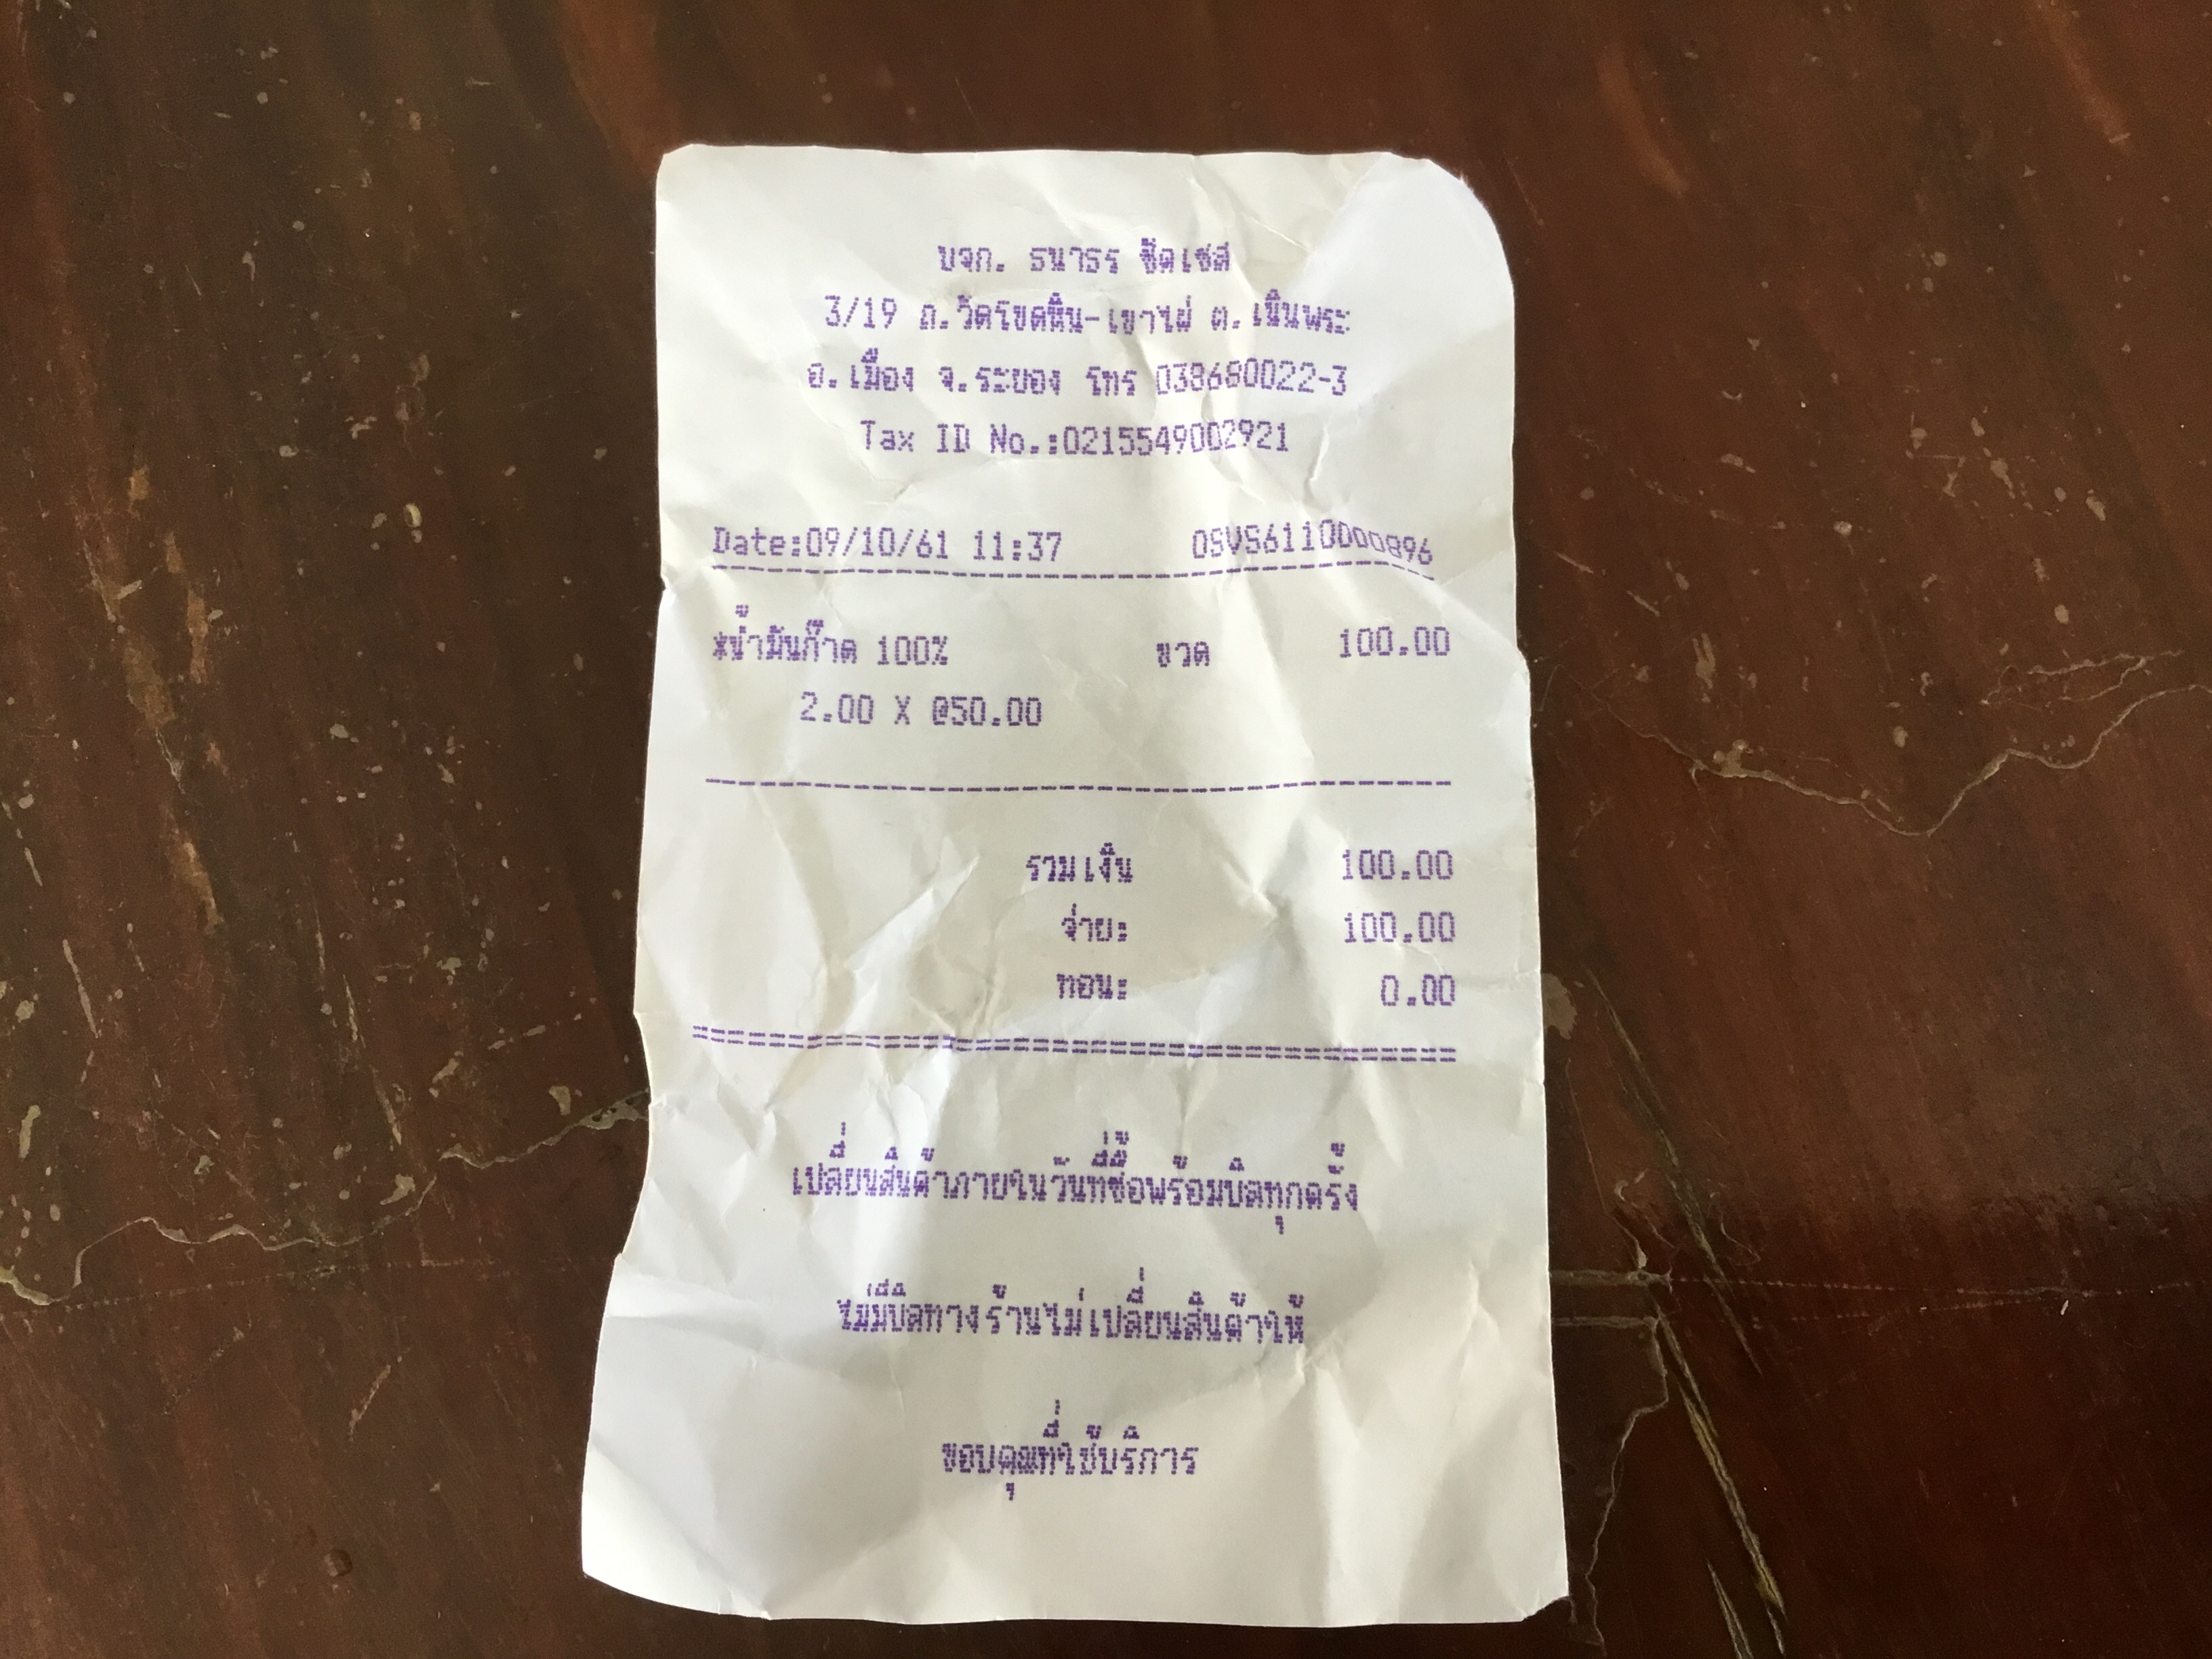 บจก. ธนาธร ซัคเซส
3/19 ถ.วัดโขดหิน-เขาไผ่ ต.เนินพระ
อ.เมือง จ.ระยอง โทร 038680022-3
Tax ID No.:0215549002921
Date:09/10/61 11:37 OSVS6110000896
*น้ำมันก๊าด 100% ขวด 100.00
2.00 X @50.00
รวมเงิน 100.00
จ่าย: 100.00
ทอน: 0.00
เปลี่ยนสินค้าภายในวันที่ซื้อพร้อมบิลทุกครั้ง
ไม่มีบิลทางร้านไม่เปลี่ยนสินค้าให้
ขอบคุณที่ใช้บริการ